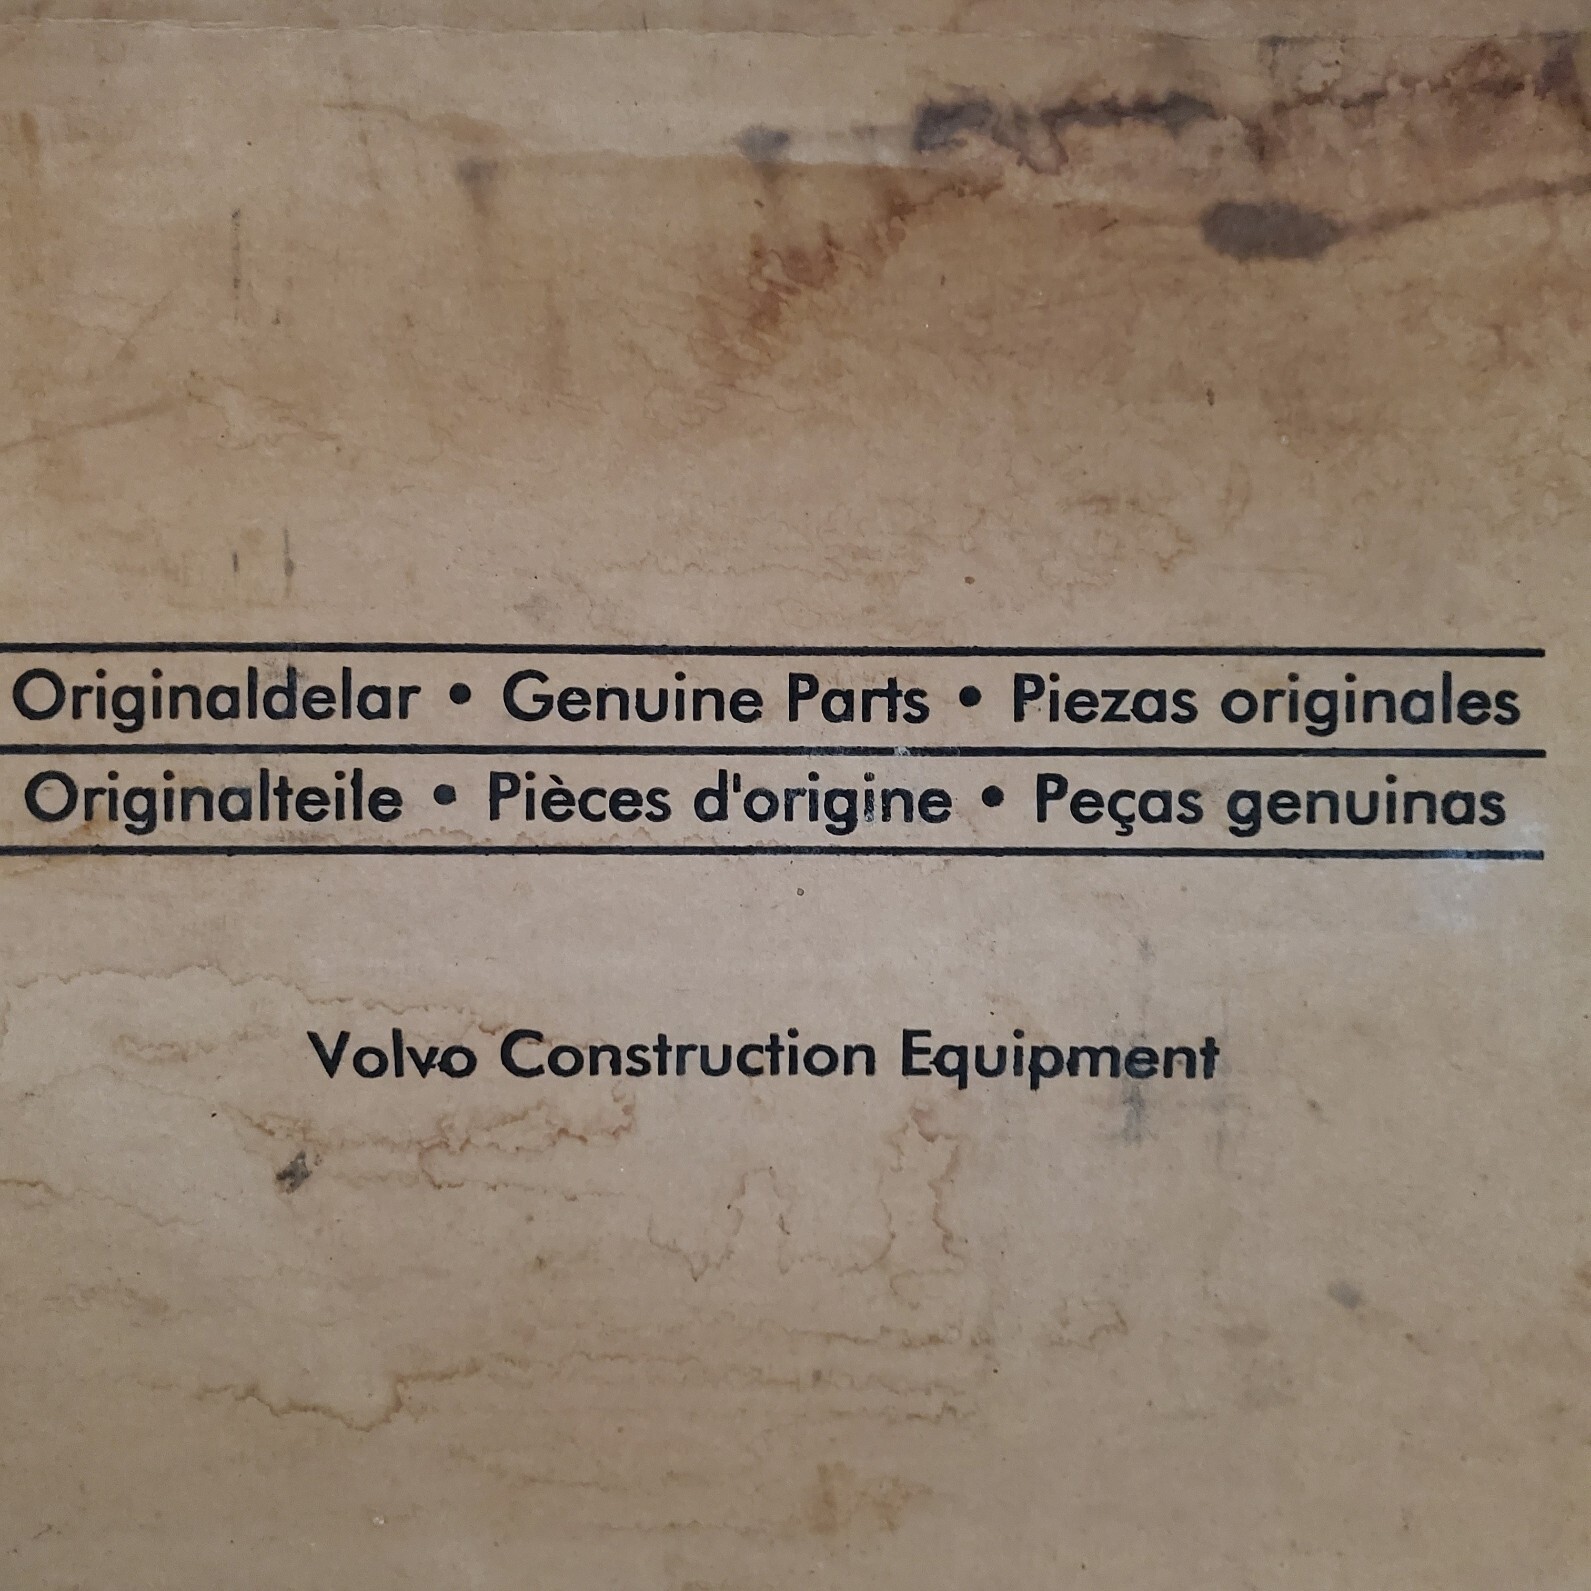 Originaldelar • Genuine Parts • Piezas originales
Originalteile • Pièces d'origine • Peças genuinas
Volvo Construction Equipment